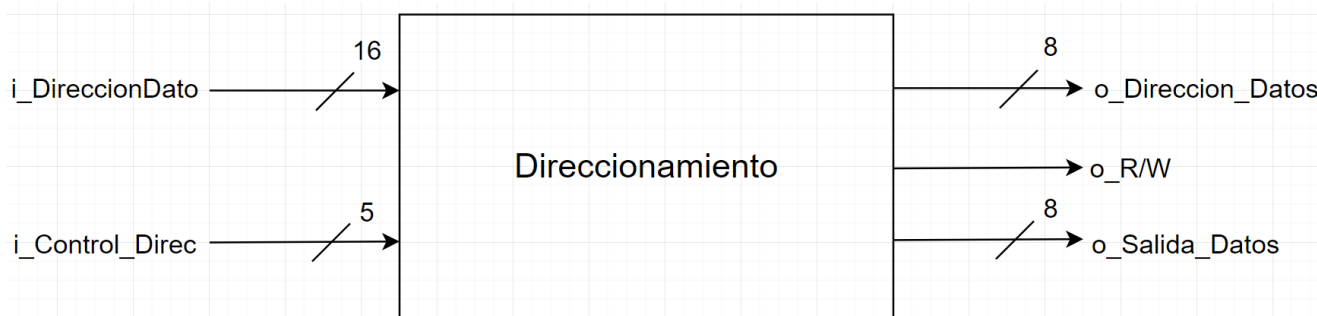 16
i_DireccionDato
5
i_Control_Direc
Direccionamiento
8
o_Direccion_Datos
o_R/W
8
o_Salida_Datos